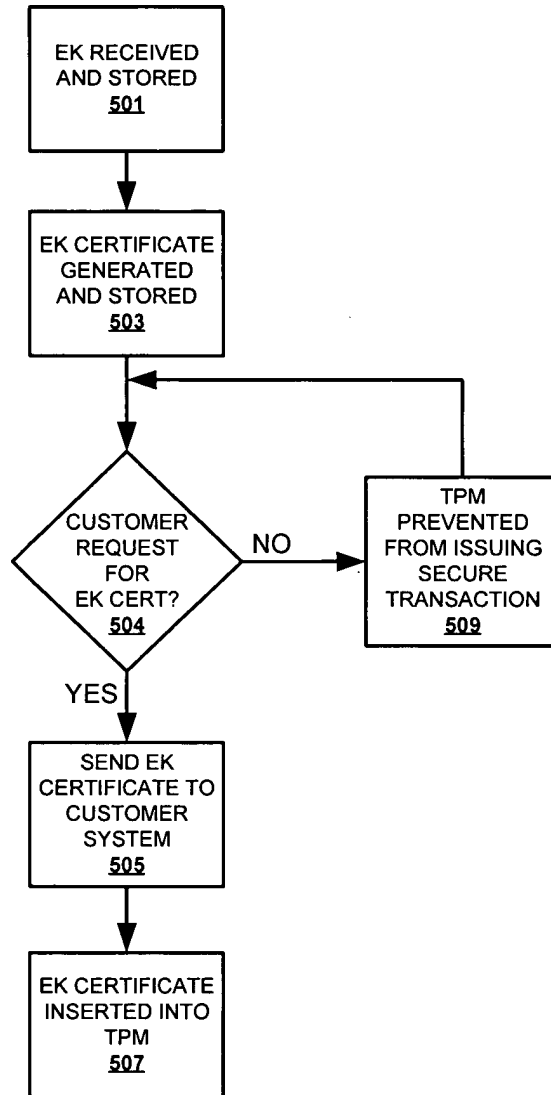 EK RECEIVED
AND STORED
501
EK CERTIFICATE
GENERATED
AND STORED
503
CUSTOMER
REQUEST
FOR
EK CERT?
504
NO
TPM
PREVENTED
FROM ISSUING
SECURE
TRANSACTION
509
YES
SEND EK
CERTIFICATE TO
CUSTOMER
SYSTEM
505
EK CERTIFICATE
INSERTED INTO
TPM
507